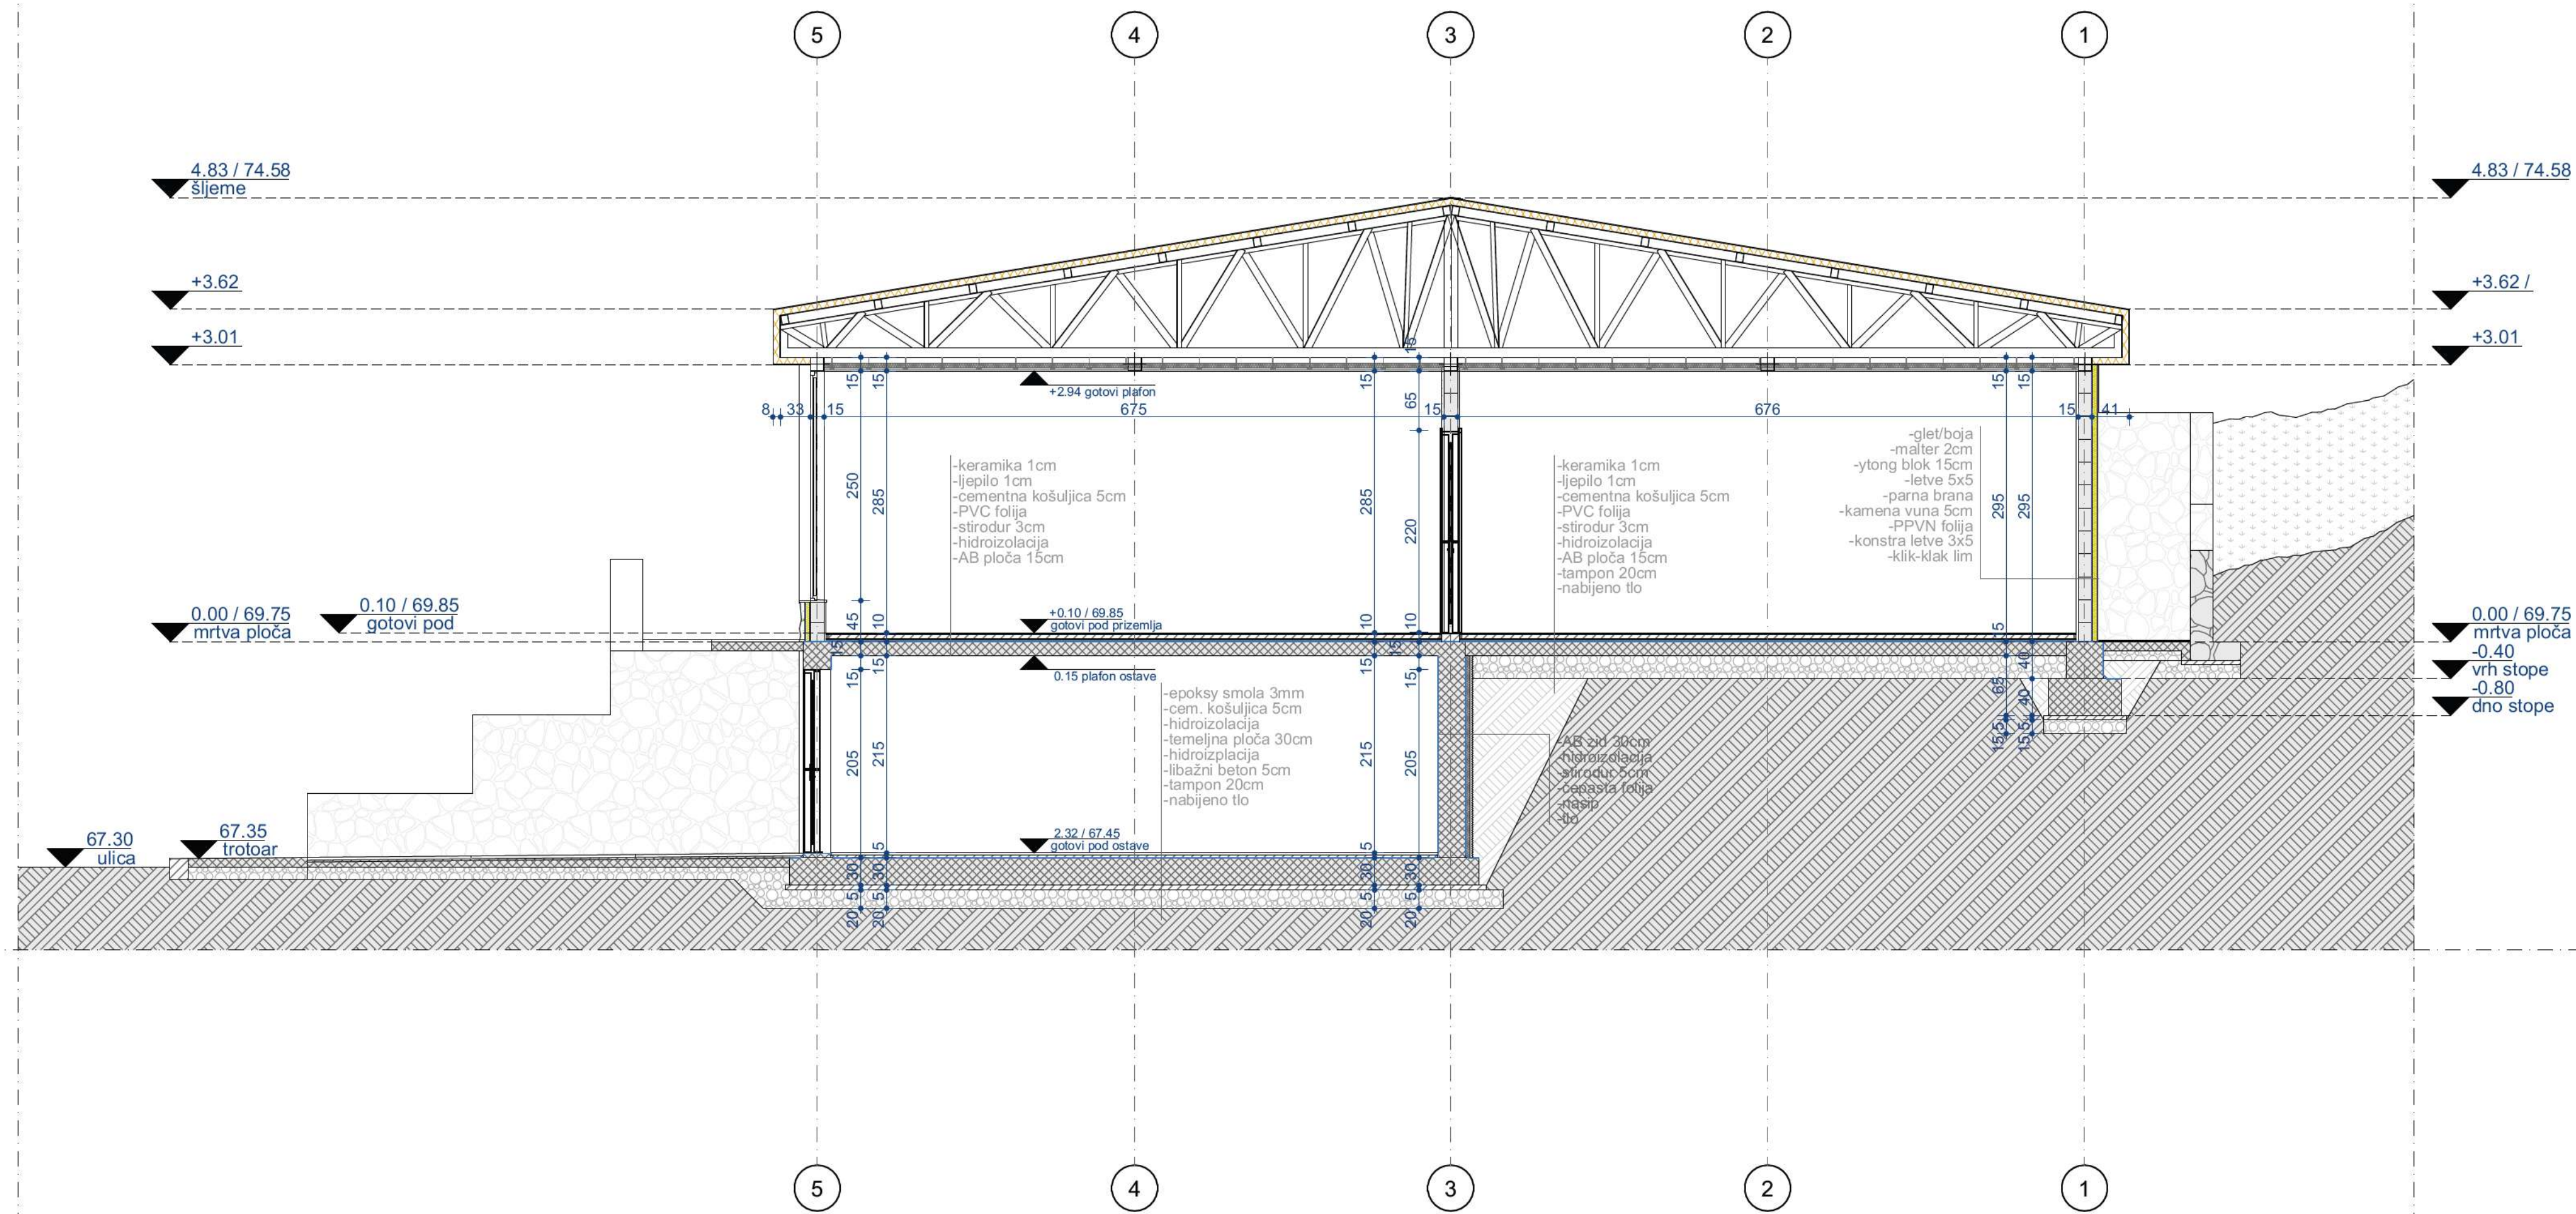 5
4
3
2
1
4.83 / 74.58
šljeme
4.83 / 74.58
+3.62
+3.62 /
+3.01
+3.01
15
15
15
15
15
15
15
+2.94 gotovi plafon
65
8
33
15
675
15
676
15
41
-glet/boja
-malter 2cm
-ytong blok 15cm
-letve 5x5
-parna brana
-kamena vuna 5cm
-PPVN folija
-konstra letve 3x5
-klik-klak lim
-keramika 1cm
-ljepilo 1cm
-cementna košuljica 5cm
-PVC folija
-stirodur 3cm
-hidroizolacija
-AB ploča 15cm
-keramika 1cm
-ljepilo 1cm
-cementna košuljica 5cm
-PVC folija
-stirodur 3cm
-hidroizolacija
-AB ploča 15cm
-tampon 20cm
-nabijeno tlo
250
285
285
220
295
295
0.00 / 69.75
mrtva ploča
0.10 / 69.85
gotovi pod
45
10
+0.10 / 69.85
gotovi pod prizemlja
10
10
15
0.00 / 69.75
mrtva ploča
-0.40
vrh stope
-0.80
dno stope
15
15
15
15
15
15
0.15 plafon ostave
40
65
40
15
5
15
5
-epoksy smola 3mm
-cem. košuljica 5cm
-hidroizolacija
-temeljna ploča 30cm
-hidroizplacija
-libažni beton 5cm
-tampon 20cm
-nabijeno tlo
-AB zid 30cm
-hidroizolacija
-stirodur 5cm
-čepasta folija
-nasip
-tlo
205
215
215
205
67.30
ulica
67.35
trotoar
2.32 / 67.45
gotovi pod ostave
5
5
5
30
30
30
30
5
5
5
5
20
20
20
20
5
4
3
2
1